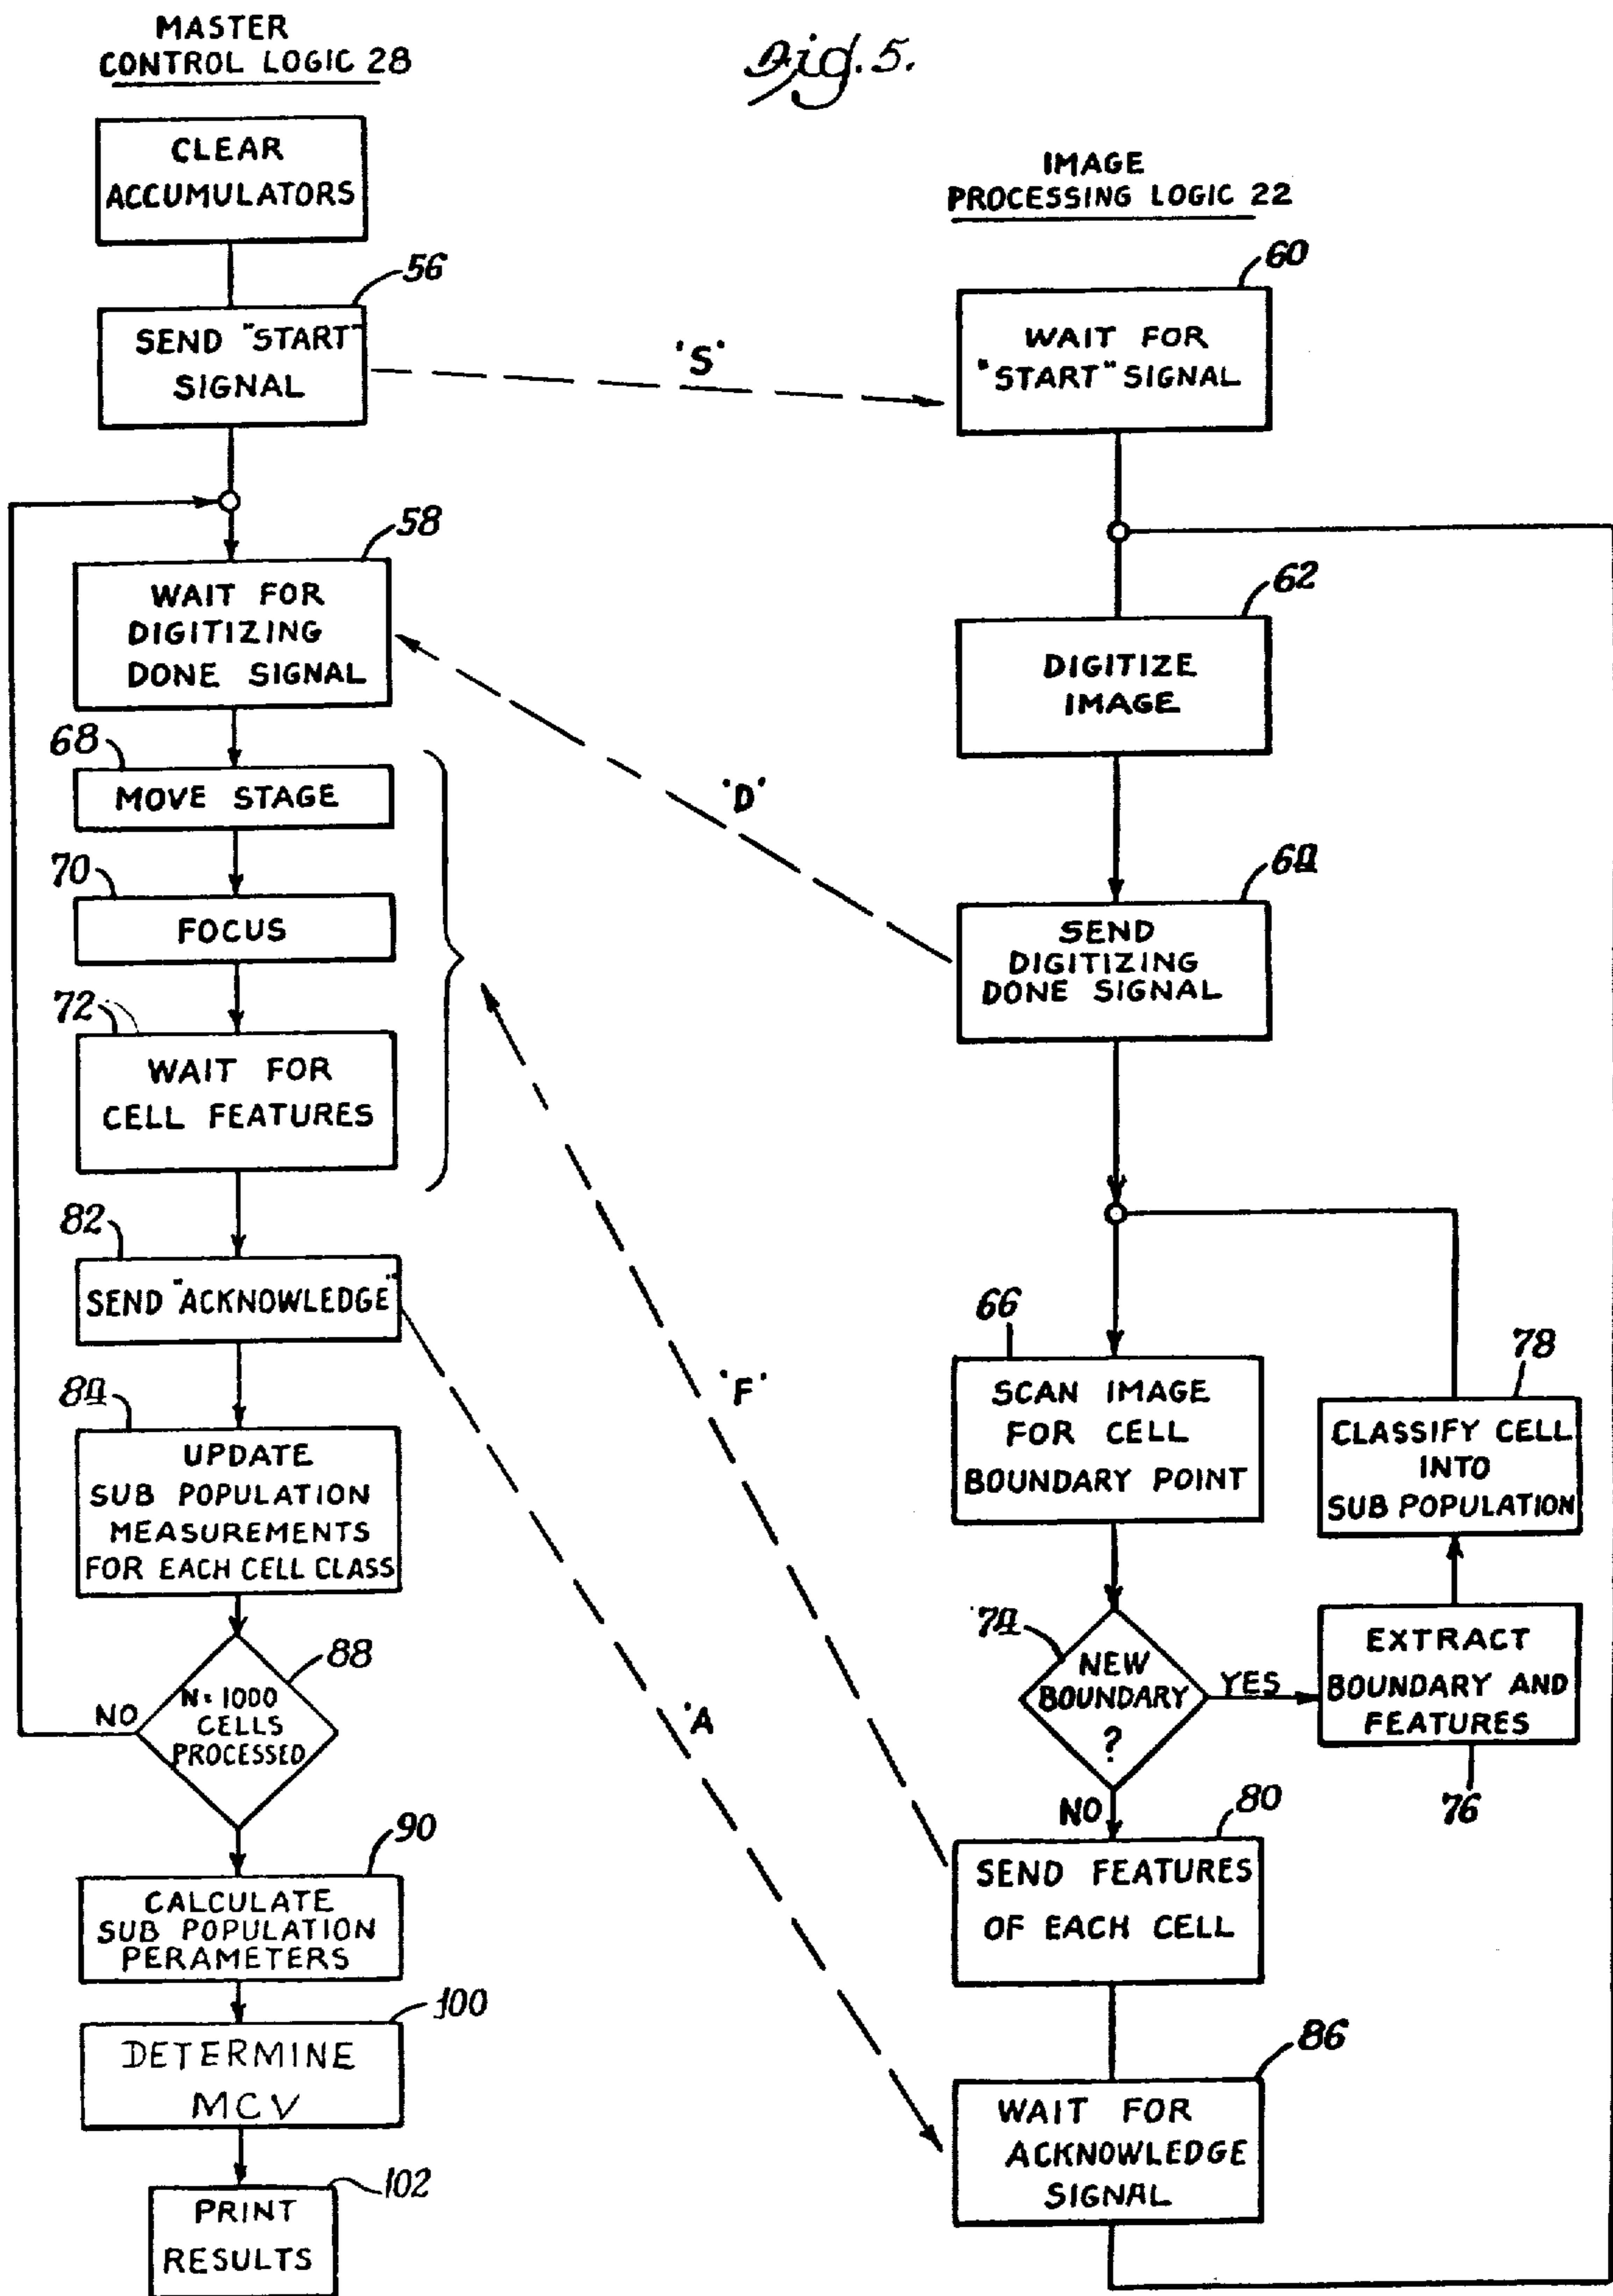 Fig. 5.
MASTER
CONTROL LOGIC 28
CLEAR
ACCUMULATORS
56
SEND "START"
SIGNAL
'S'
58
WAIT FOR
DIGITIZING
DONE SIGNAL
68
MOVE STAGE
70
FOCUS
72
WAIT FOR
CELL FEATURES
82
SEND "ACKNOWLEDGE"
84
UPDATE
SUB POPULATION
MEASUREMENTS
FOR EACH CELL CLASS
88
N = 1000
CELLS
PROCESSED
NO
90
CALCULATE
SUB POPULATION
PERAMETERS
100
DETERMINE
MCV
102
PRINT
RESULTS
IMAGE
PROCESSING LOGIC 22
60
WAIT FOR
"START" SIGNAL
62
DIGITIZE
IMAGE
'D'
64
SEND
DIGITIZING
DONE SIGNAL
66
SCAN IMAGE
FOR CELL
BOUNDARY POINT
'F'
78
CLASSIFY CELL
INTO
SUB POPULATION
74
NEW
BOUNDARY
?
YES
EXTRACT
BOUNDARY AND
FEATURES
76
'A
NO
80
SEND FEATURES
OF EACH CELL
86
WAIT FOR
ACKNOWLEDGE
SIGNAL